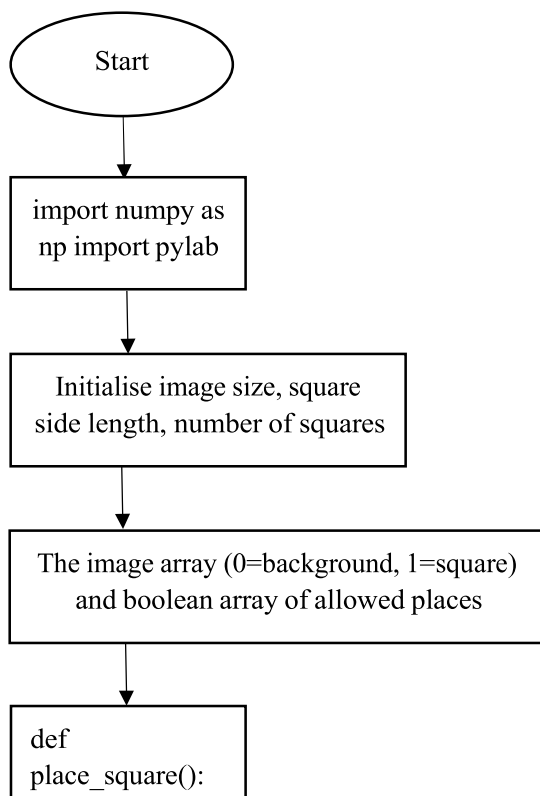 Start
import numpy as
np import pylab
Initialise image size, square
side length, number of squares
The image array (0=background, 1=square)
and boolean array of allowed places
def
place_square():